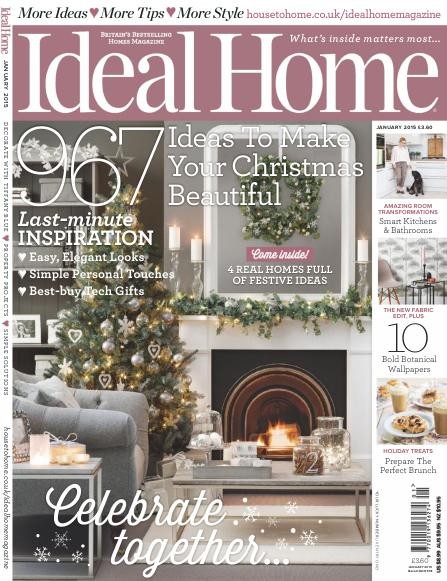 More Ideas ♥ More Tips ♥ More Style housetohome.co.uk/idealhomemagazine
BRITAIN'S BESTSELLING
HOMES MAGAZINE
What's inside matters most...
Ideal Home
Ideal Home JANUARY 2015 DECORATE WITH TIFFANY BLUE ♥ PROPERTY PROJECTS ♥ SIMPLE SOLUTIONS housetohome.co.uk/idealhomemagazine
967 Ideas To Make
Your Christmas
Beautiful
Last-minute
INSPIRATION
♥ Easy, Elegant Looks
♥ Simple Personal Touches
♥ Best-buy Tech Gifts
Come inside!
4 REAL HOMES FULL
OF FESTIVE IDEAS
JANUARY 2015 £3.60
AMAZING ROOM
TRANSFORMATIONS
Smart Kitchens
& Bathrooms
THE NEW FABRIC
EDIT, PLUS
10
Bold Botanical
Wallpapers
HOLIDAY TREATS
Prepare The
Perfect Brunch
2
Celebrate
together...
£3.60
JANUARY 2015